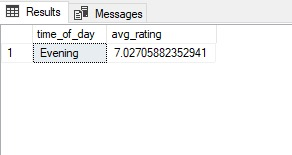 Results Messages
time_of_day avg_rating
1 Evening 7.02705882352941